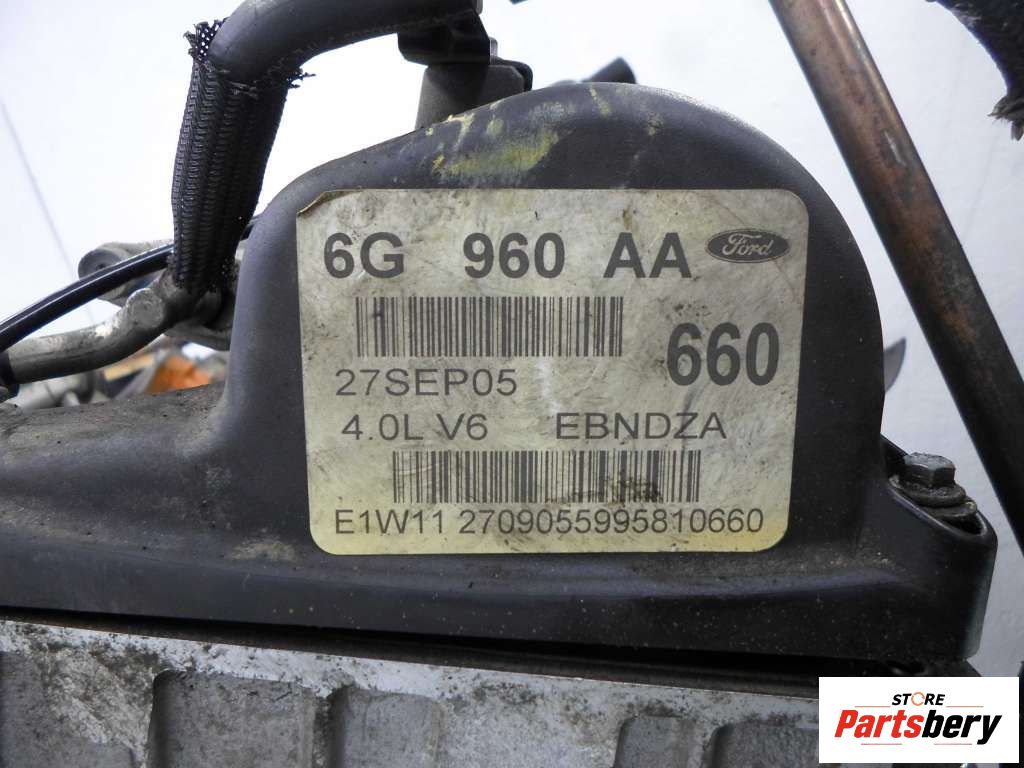 6G 960 AA Ford
660
27SEP05
4.0L V6 EBNDZA
E1W11 2709055995810660
STORE
Partsbery